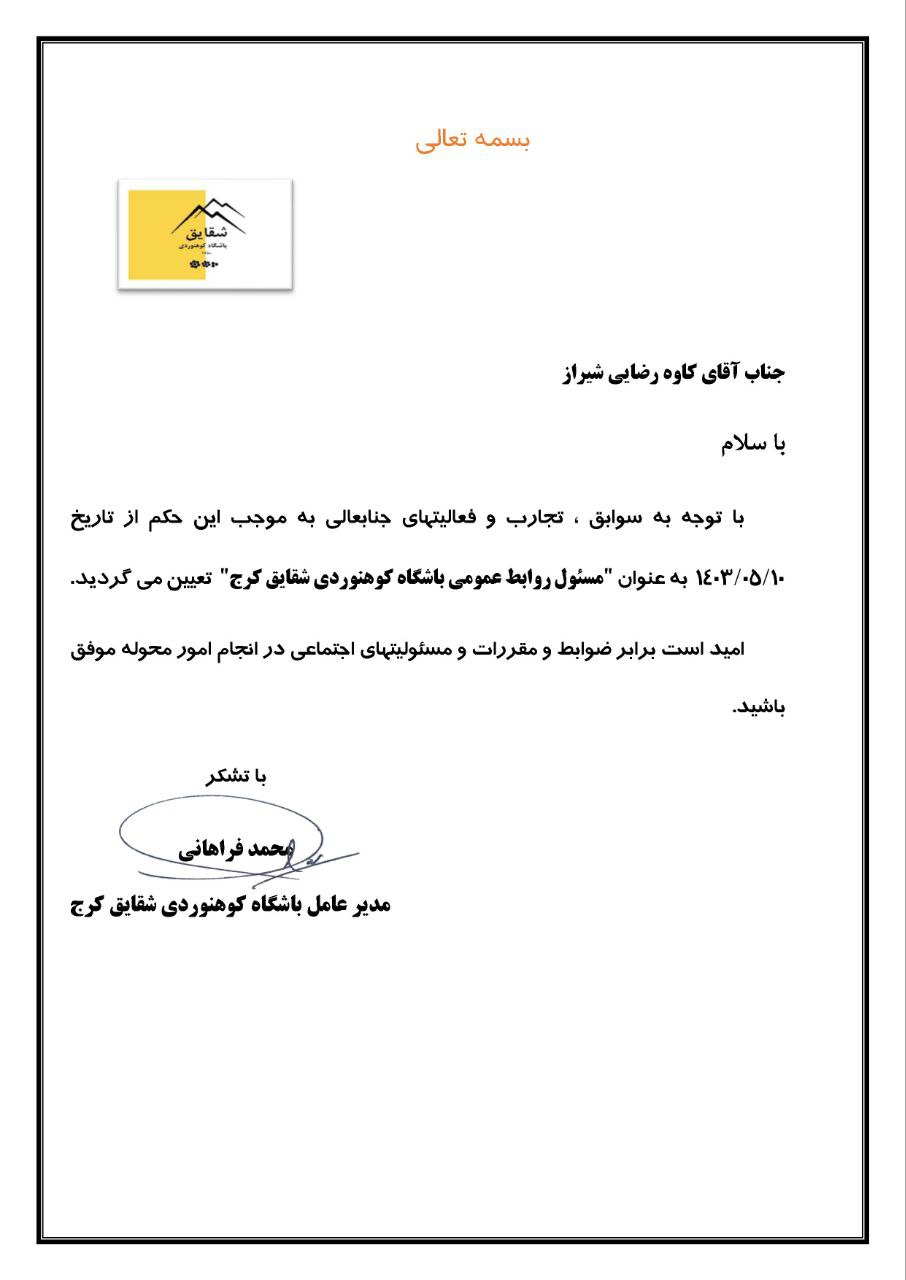 بسمه تعالی
شقایق
باشگاه کوهنوردی
جناب آقای کاوه رضایی شیراز
با سلام
با توجه به سوابق ، تجارب و فعالیتهای جنابعالی به موجب این حکم از تاریخ
۱۴۰۳/۰۵/۱۰ به عنوان "مسئول روابط عمومی باشگاه کوهنوردی شقایق کرج" تعیین می گردید.
امید است برابر ضوابط و مقررات و مسئولیتهای اجتماعی در انجام امور محوله موفق
باشید.
با تشکر
محمد فراهانی
مدیر عامل باشگاه کوهنوردی شقایق کرج